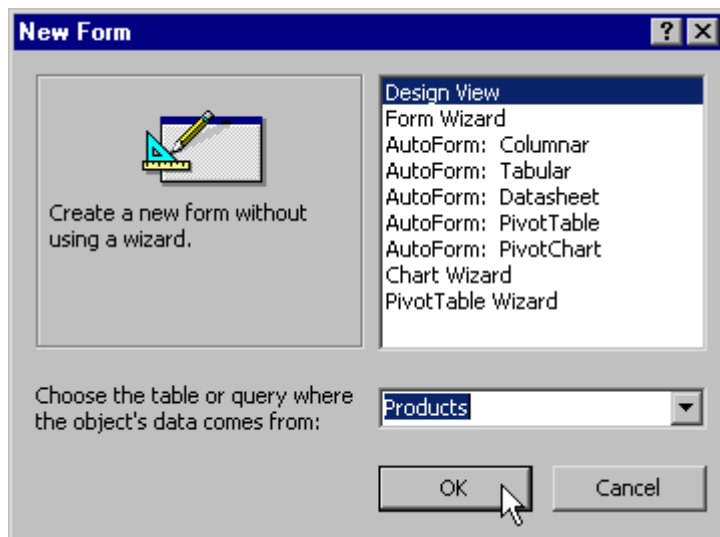 New Form
Create a new form without
using a wizard.
Design View
Form Wizard
AutoForm: Columnar
AutoForm: Tabular
AutoForm: Datasheet
AutoForm: PivotTable
AutoForm: PivotChart
Chart Wizard
PivotTable Wizard
Choose the table or query where
the object's data comes from:
Products
OK
Cancel